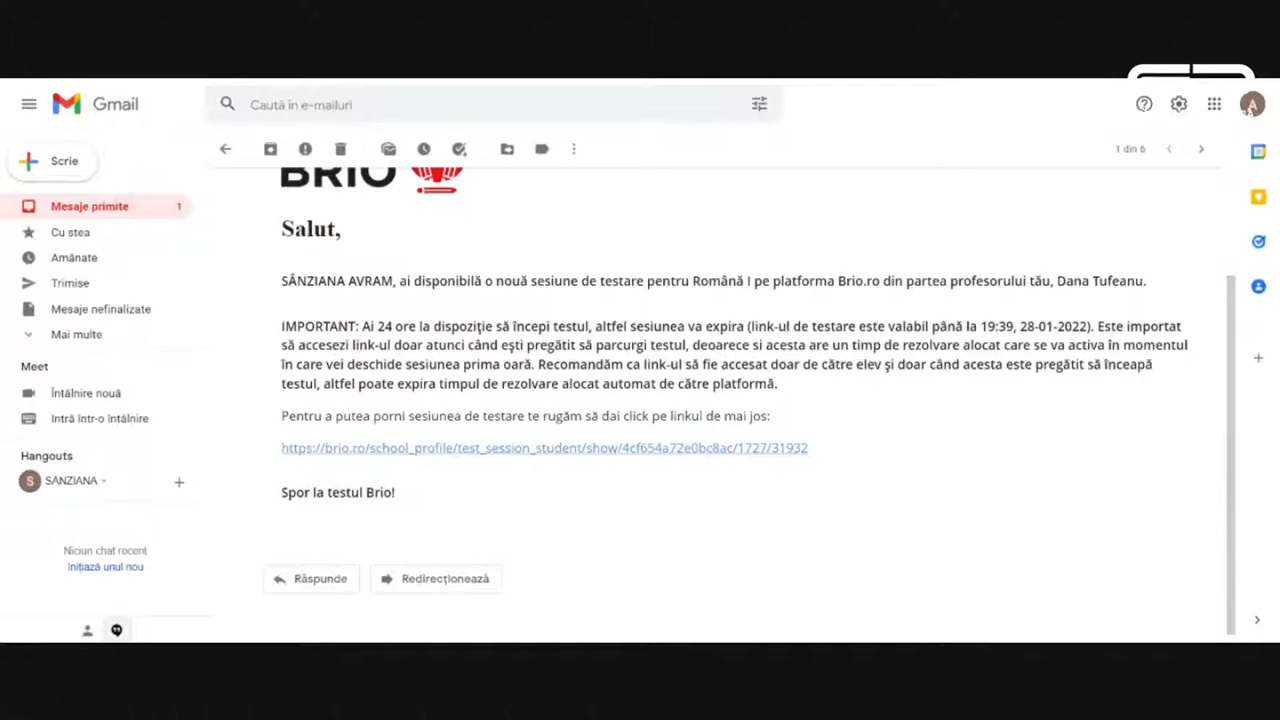 Gmail
Caută în e-mailuri
A
Scrie
1 din 6
Mesaje primite
1
Cu stea
Amânate
Trimise
Mesaje nefinalizate
Mai multe
Meet
Întâlnire nouă
Intră într-o întâlnire
Hangouts
S
SÂNZIANA
Niciun chat recent
Inițiază unul nou
BRIO
Salut,
SÂNZIANA AVRAM, ai disponibilă o nouă sesiune de testare pentru Română I pe platforma Brio.ro din partea profesorului tău, Dana Tufeanu.
IMPORTANT: Ai 24 ore la dispoziţie să începi testul, altfel sesiunea va expira (link-ul de testare este valabil până la 19:39, 28-01-2022). Este important
să accesezi link-ul doar atunci când eşti pregătit să parcurgi testul, deoarece si acesta are un timp de rezolvare alocat care se va activa în momentul
în care vei deschide sesiunea prima oară. Recomandăm ca link-ul să fie accesat doar de către elev şi doar când acesta este pregătit să înceapă
testul, altfel poate expira timpul de rezolvare alocat automat de către platformă.
Pentru a putea porni sesiunea de testare te rugăm să dai click pe linkul de mai jos:
https://brio.ro/school_profile/test_session_student/show/4cf654a72e0bc8ac/1727/31932
Spor la testul Brio!
Răspunde
Redirecționează